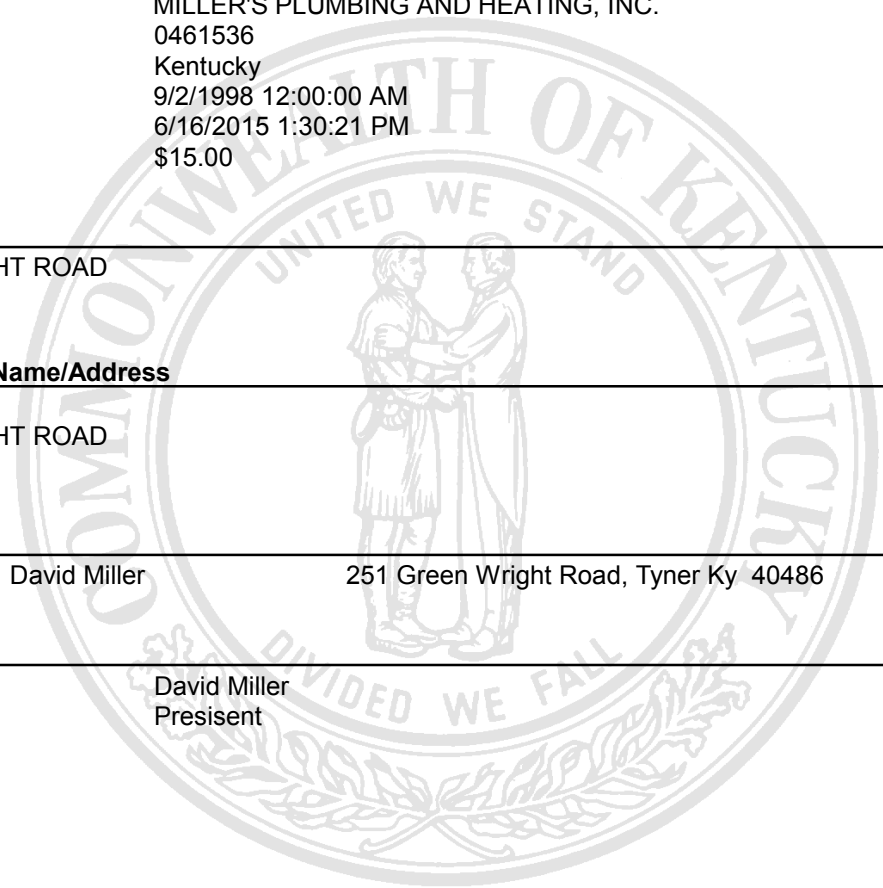 MILLER'S PLUMBING AND HEATING, INC.
0461536
Kentucky
9/2/1998 12:00:00 AM
6/16/2015 1:30:21 PM
$15.00
HT ROAD
Name/Address
HT ROAD
David Miller 251 Green Wright Road, Tyner Ky 40486
David Miller
Presisent
COMMONWEALTH OF KENTUCKY
UNITED WE STAND
DIVIDED WE FALL